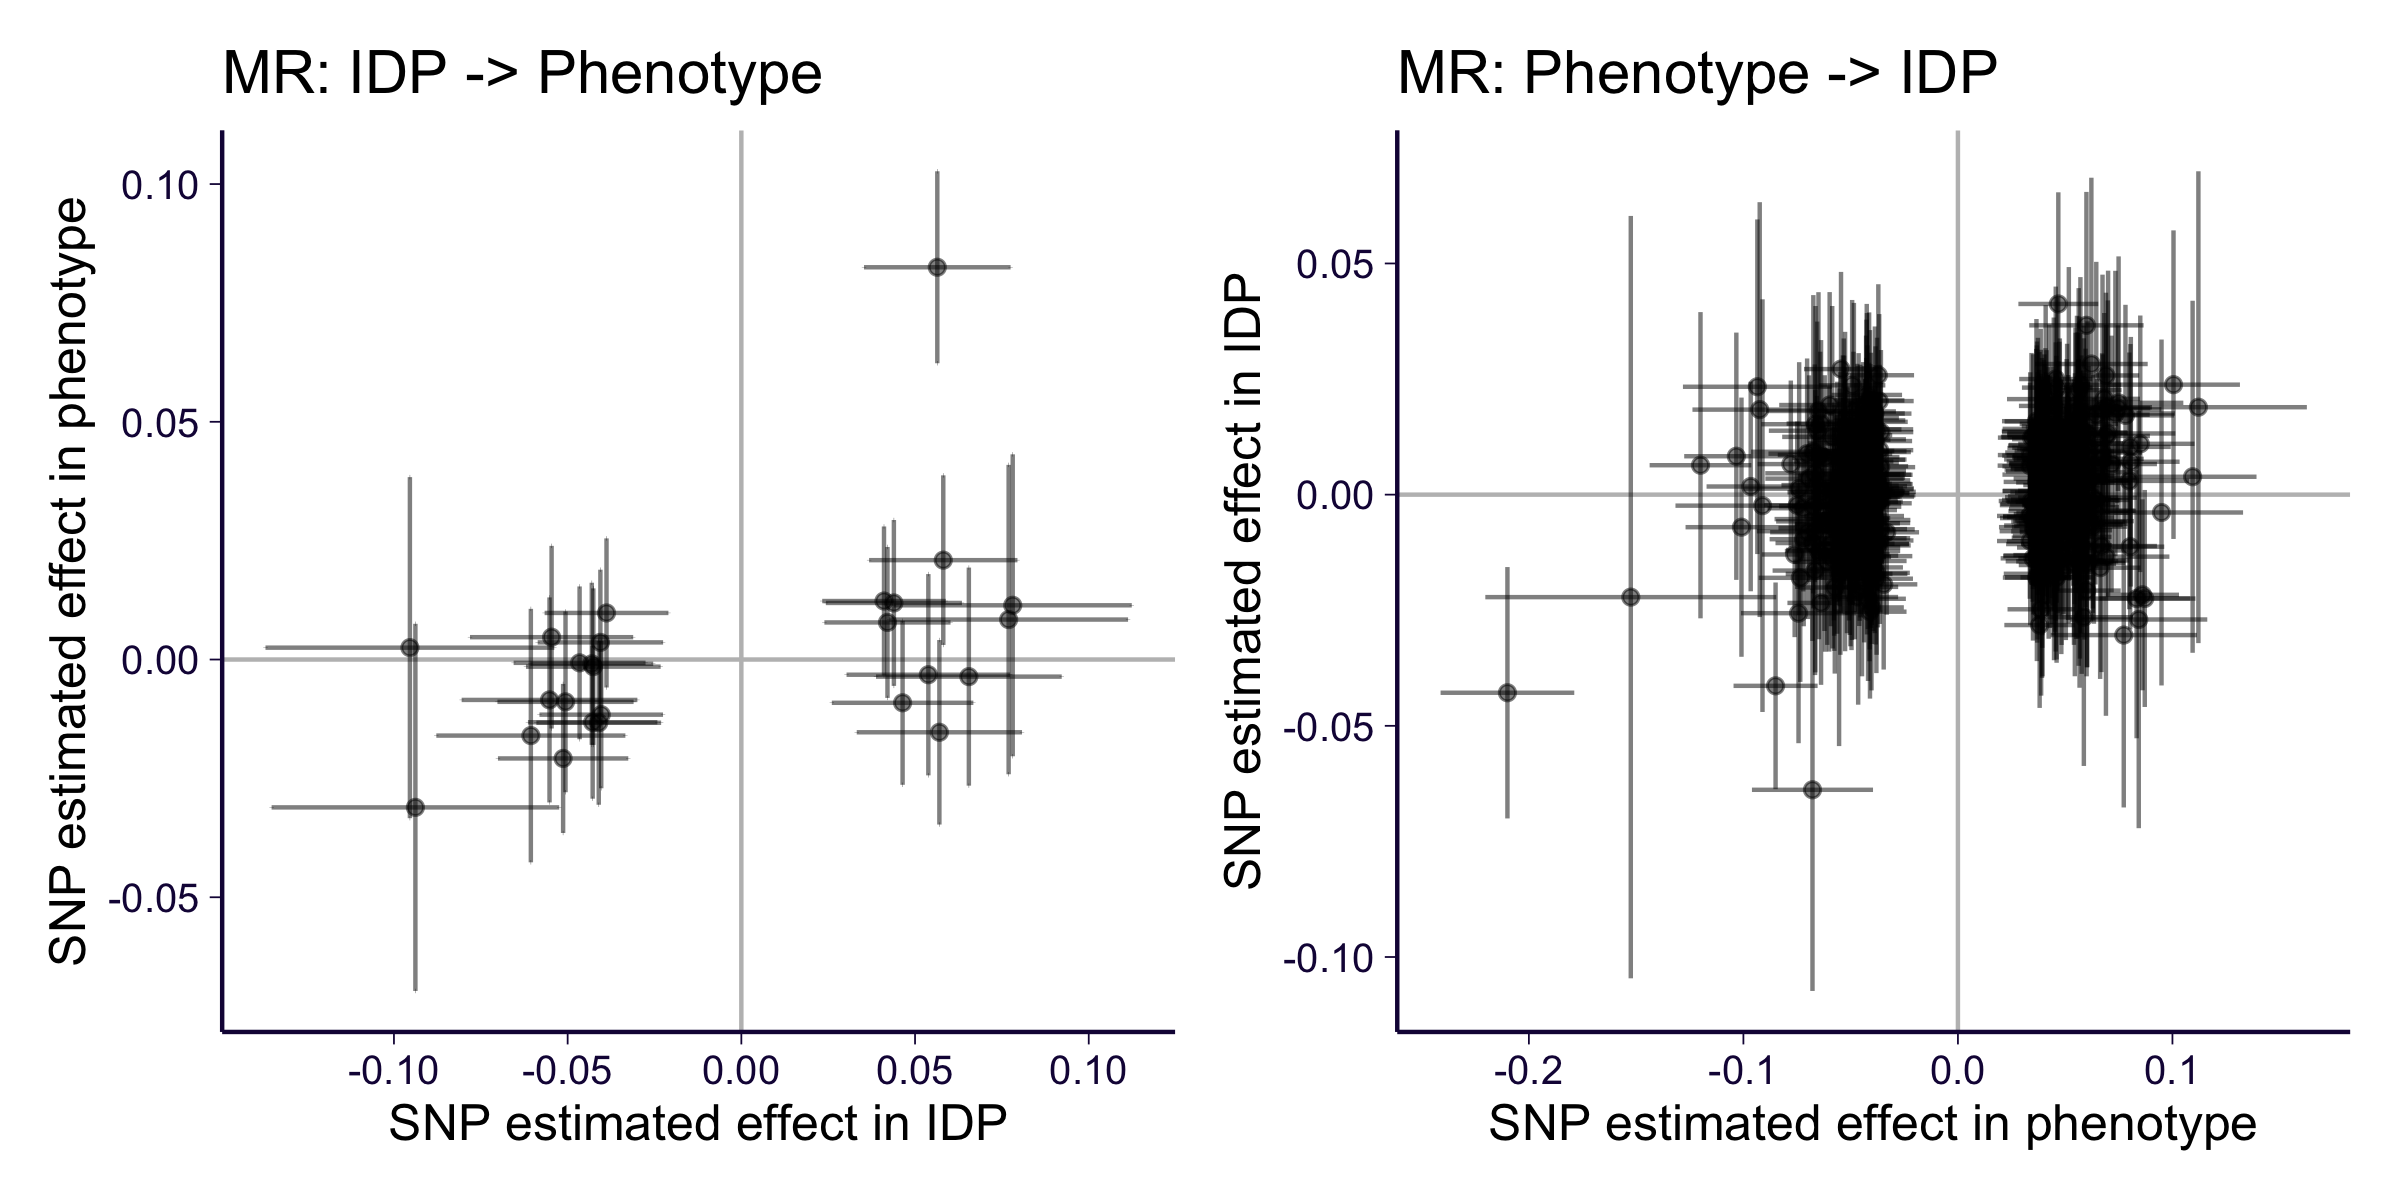 MR: IDP -> Phenotype
SNP estimated effect in phenotype
0.10
0.05
0.00
-0.05
-0.10 -0.05 0.00 0.05 0.10
SNP estimated effect in IDP
MR: Phenotype -> IDP
SNP estimated effect in IDP
0.05
0.00
-0.05
-0.10
-0.2 -0.1 0.0 0.1
SNP estimated effect in phenotype